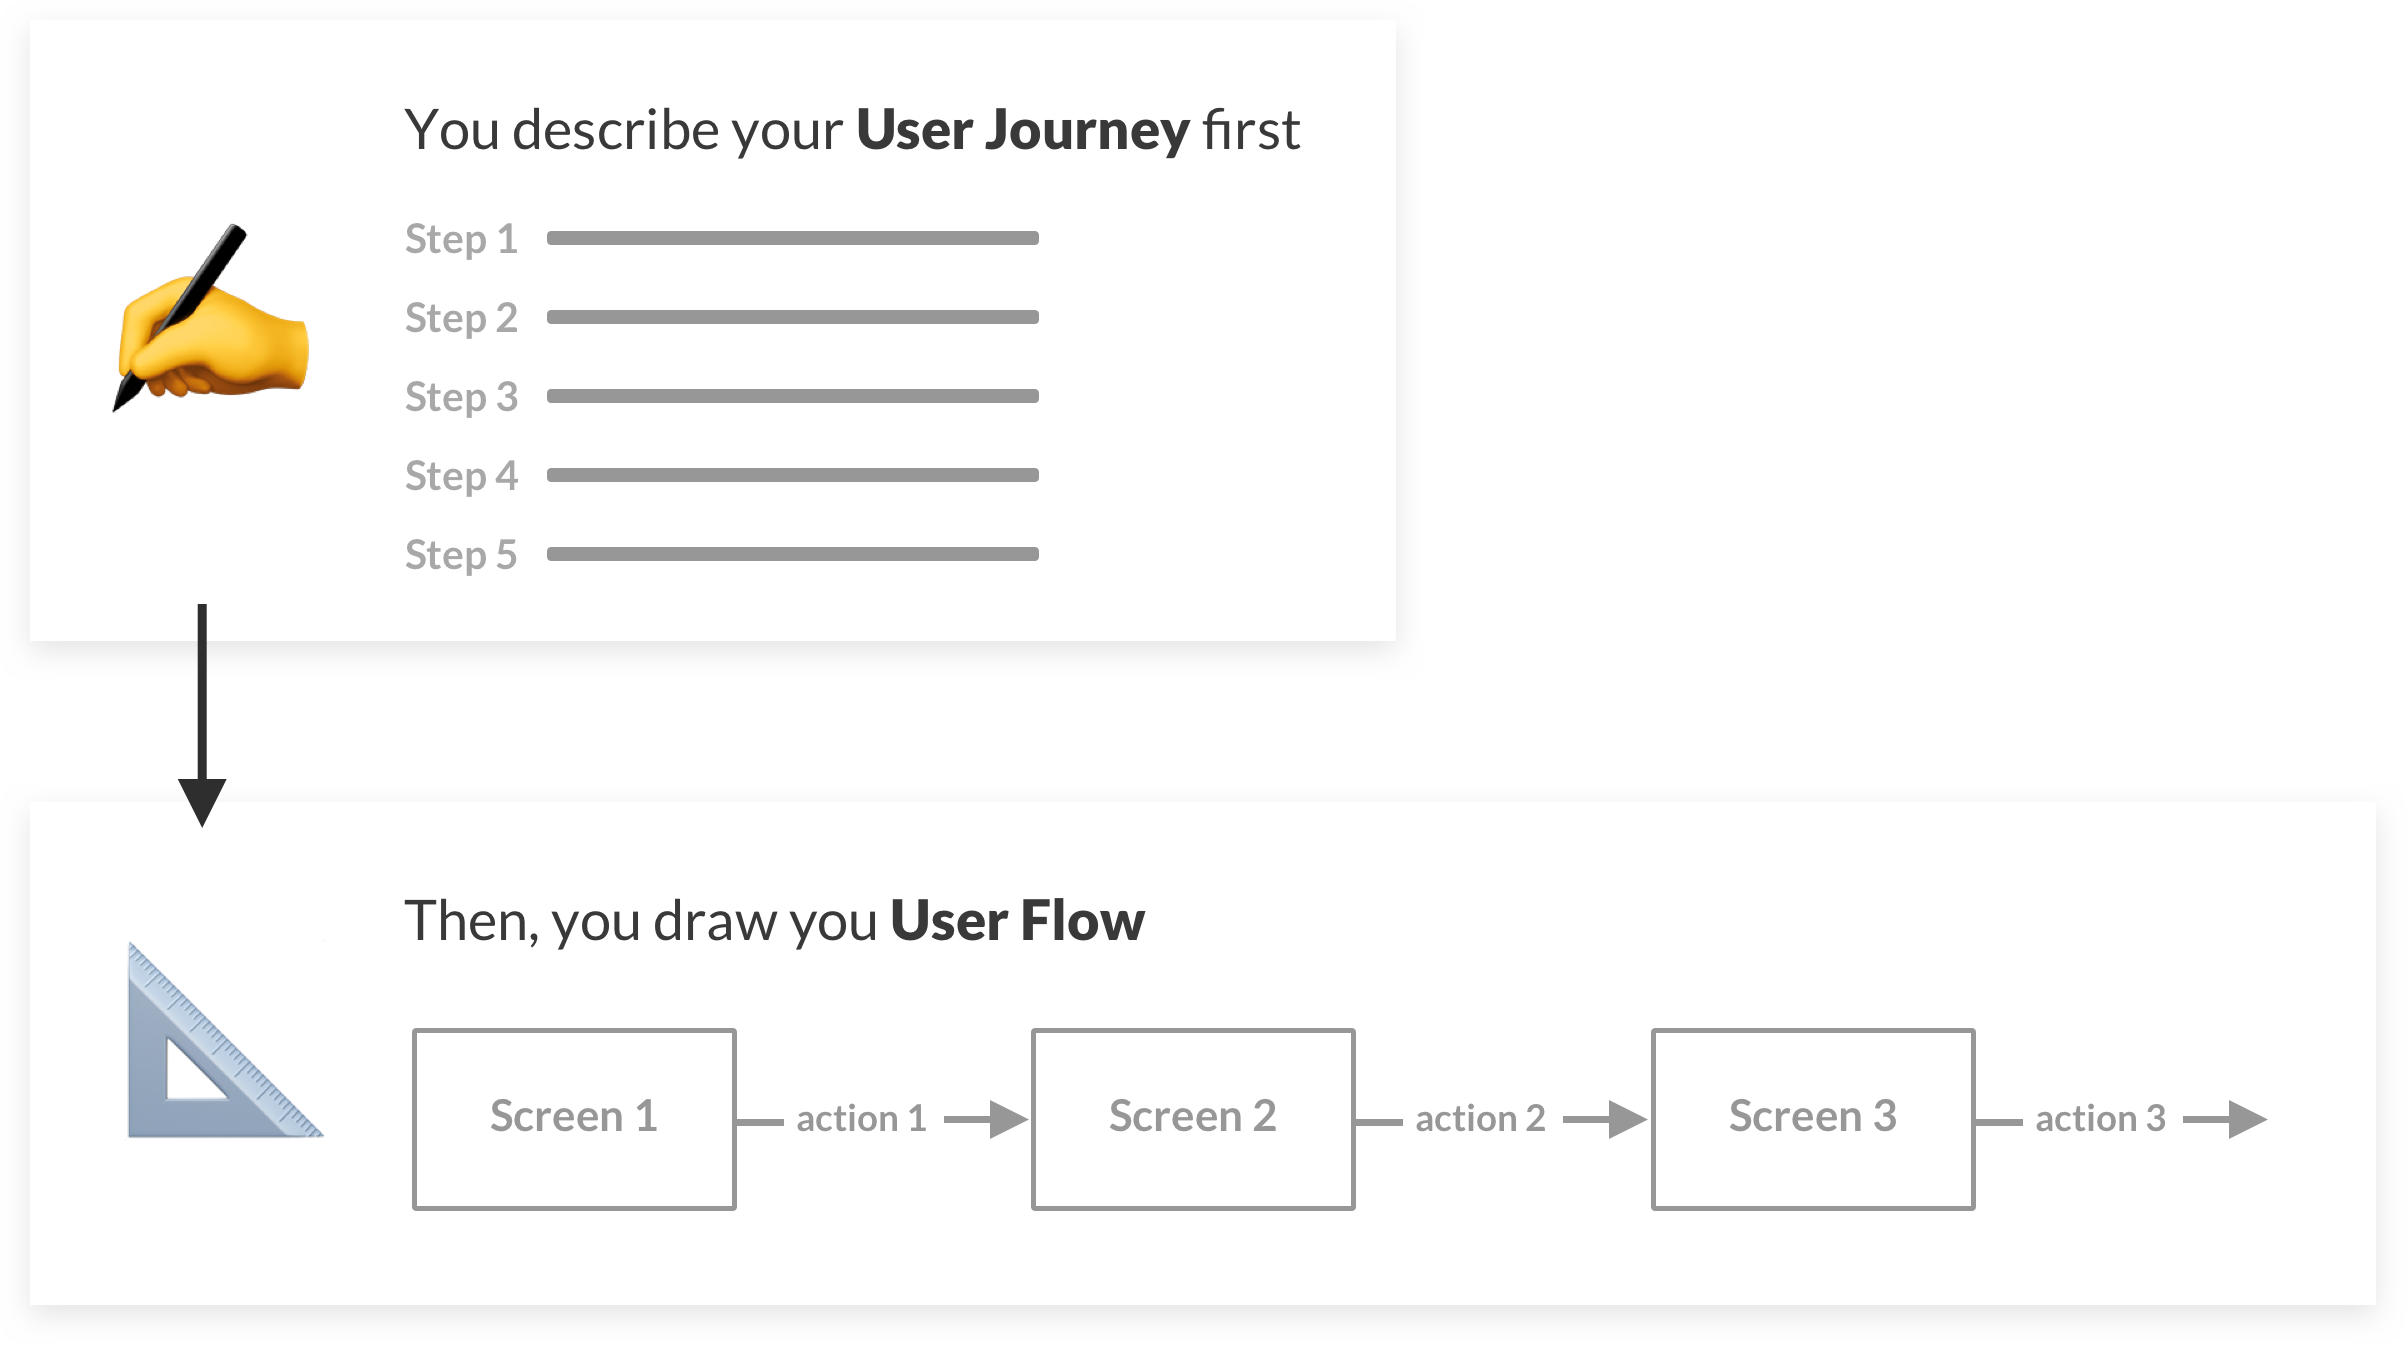 You describe your User Journey first
Step 1
Step 2
Step 3
Step 4
Step 5
Then, you draw you User Flow
Screen 1 action 1 Screen 2 action 2 Screen 3 action 3